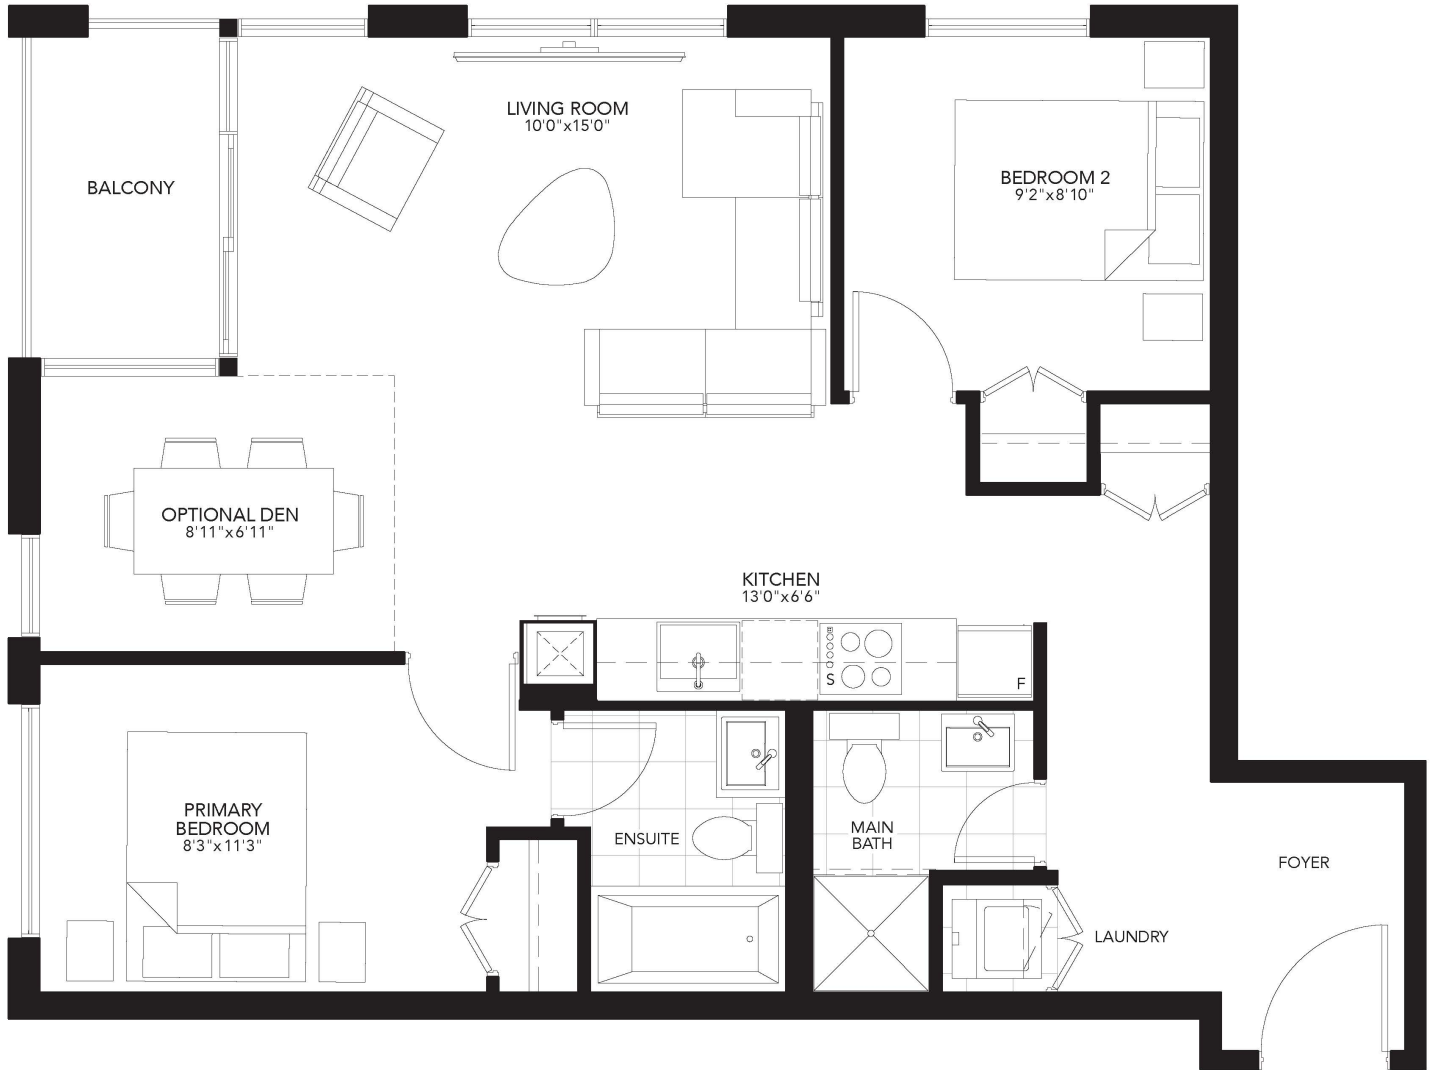 LIVING ROOM
10'0"x15'0"
BALCONY
BEDROOM 2
9'2"x8'10"
OPTIONAL DEN
8'11"x6'11"
KITCHEN
13'0"x6'6"
S
F
PRIMARY
BEDROOM
8'3"x11'3"
ENSUITE
MAIN
BATH
FOYER
LAUNDRY